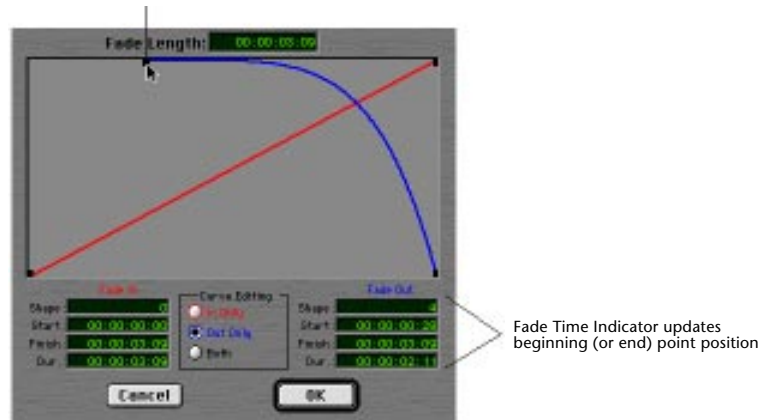 Fade Length: 00:00:03:09
Fade In
Shape: 0
Start: 00:00:00:00
Finish: 00:00:03:09
Dur.: 00:00:03:09
Curve Editing
In Only
Out Only
Both
Fade Out
Shape: 4
Start: 00:00:00:28
Finish: 00:00:03:09
Dur.: 00:00:02:11
Cancel
OK
Fade Time Indicator updates
beginning (or end) point position